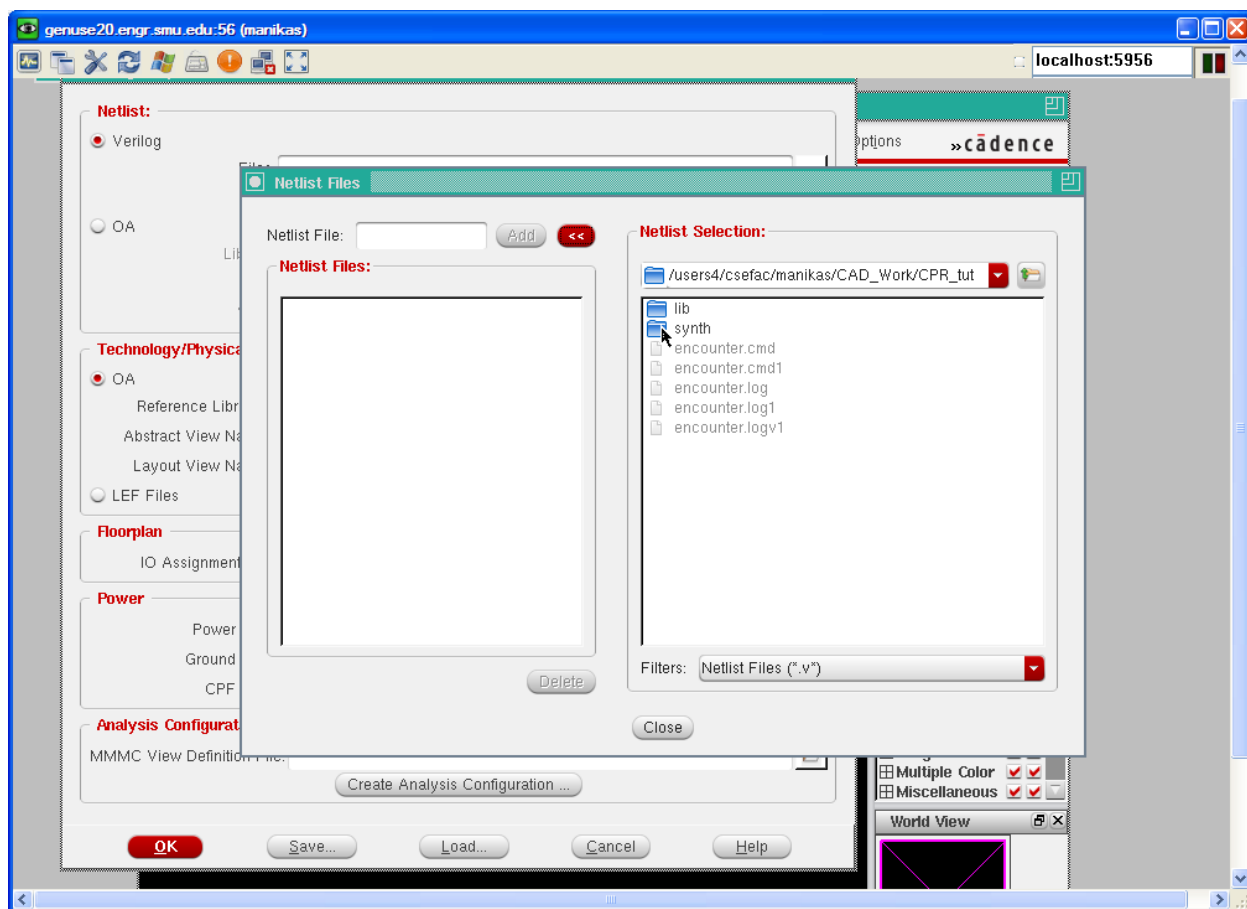 genuse20.engr.smu.edu:56 (manikas)
localhost:5956
Netlist:
Verilog
OA
Options
cādence
Netlist Files
Netlist File:
Add
<<
Netlist Files:
Netlist Selection:
/users4/csefac/manikas/CAD_Work/CPR_tut
lib
synth
encounter.cmd
encounter.cmd1
encounter.log
encounter.log1
encounter.logv1
Filters: Netlist Files (*.v*)
Delete
Close
Technology/Physica
OA
Reference Libr
Abstract View Na
Layout View Na
LEF Files
Floorplan
IO Assignment
Power
Power
Ground
CPF
Analysis Configurat
MMMC View Definition File:
Create Analysis Configuration ...
OK
Save...
Load...
Cancel
Help
Multiple Color
Miscellaneous
World View